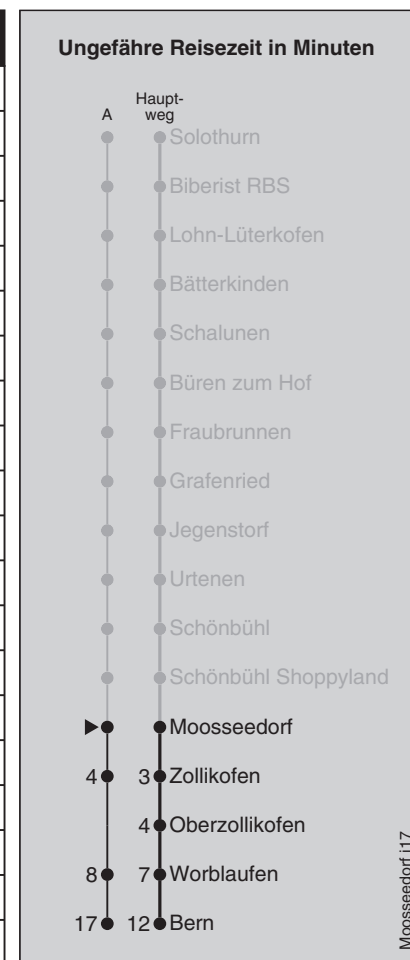 Ungefähre Reisezeit in Minuten
Haupt-
A weg
Solothurn
Biberist RBS
Lohn-Lüterkofen
Bätterkinden
Schalunen
Büren zum Hof
Fraubrunnen
Grafenried
Jegenstorf
Urtenen
Schönbühl
Schönbühl Shoppyland
Moosseedorf
4 3 Zollikofen
4 Oberzollikofen
8 7 Worblaufen
17 12 Bern
Moosseedorf j17